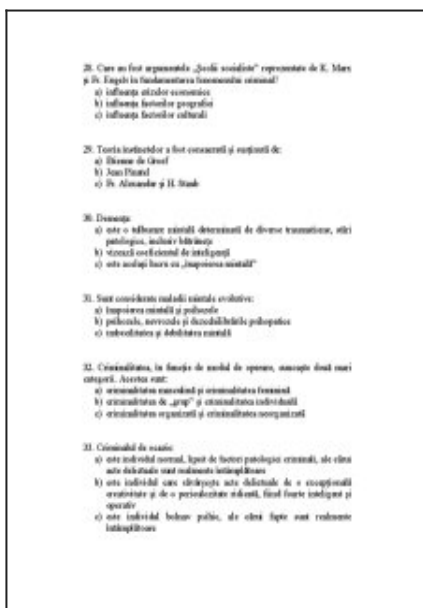 28. Care au fost argumentele „Școlii socialiste” reprezentate de K. Marx
și Fr. Engels în fundamentarea fenomenului criminal?
a) influența crizelor economice
b) influența factorilor geografici
c) influența factorilor culturali
29. Teoria instinctelor a fost consacrată și susținută de:
a) Etienne de Greef
b) Jean Pinatel
c) Fr. Alexander și H. Staub
30. Demența:
a) este o tulburare mintală determinată de diverse traumatisme, stări
patologice, inclusiv bătrânețe
b) vizează coeficientul de inteligență
c) este același lucru cu „înapoierea mintală”
31. Sunt considerate maladii mintale evolutive:
a) înapoierea mintală și psihozele
b) psihozele, nevrozele și dezechilibrările psihopatice
c) imbecilitatea și debilitatea mintală
32. Criminalitatea, în funcție de modul de operare, cunoaște două mari
categorii. Acestea sunt:
a) criminalitatea masculină și criminalitatea feminină
b) criminalitatea de „grup” și criminalitatea individuală
c) criminalitatea organizată și criminalitatea neorganizată
33. Criminalul de ocazie:
a) este individul normal, lipsit de factori patologici criminali, ale cărui
acte delictuale sunt realmente întâmplătoare
b) este individul care săvârșește acte delictuale de o excepțională
creativitate și de o periculozitate ridicată, fiind foarte inteligent și
operativ
c) este individul bolnav psihic, ale cărui fapte sunt realmente
întâmplătoare